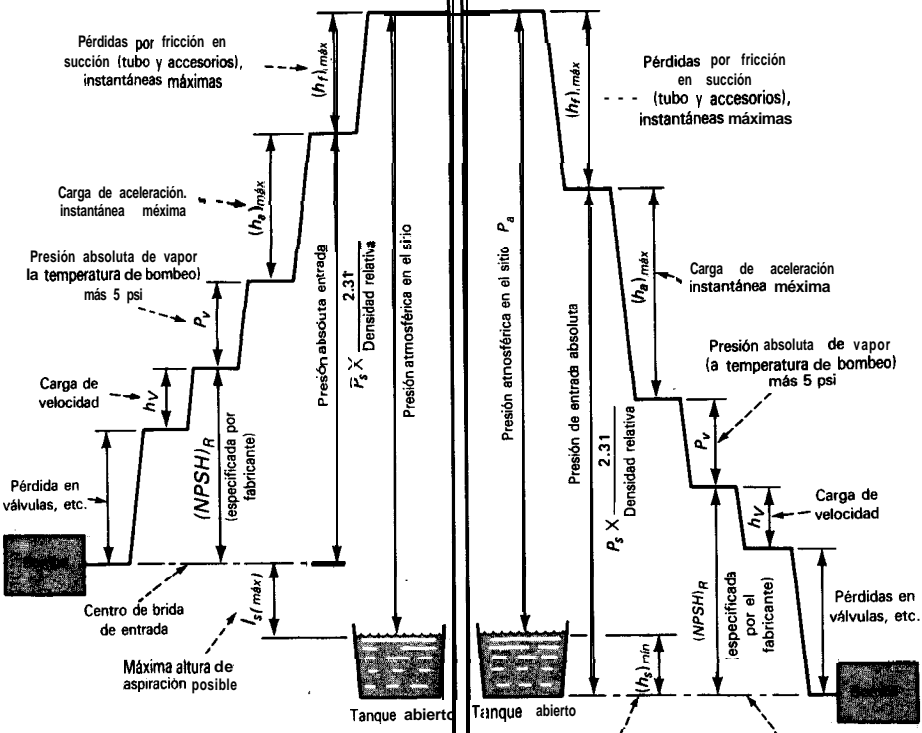 Pérdidas por fricción en
succión (tubo y accesorios),
instantáneas máximas
(hf), máx
Carga de aceleración.
instantánea méxima
s
(ha) máx
Presión absoluta de vapor
la temperatura de bombeo)
más 5 psi
Pv
Carga de
velocidad
hv
Pérdida en
válvulas, etc.
(NPSH)R
(especificada por
fabricante)
Centro de brida
de entrada
ls(máx)
Máxima altura de
aspiración posible
Presión absoluta entrada
Ps X 2.31
Densidad relativa
Presión atmosférica en el sitio
Tanque abierto
Presión atmosférica en el sitio Pa
Presión de entrada absoluta
Ps X 2.31
Densidad relativa
(hs) mín
Tanque abierto
Pérdidas por fricción
en succión
(tubo y accesorios),
instantáneas máximas
(hf), máx
Carga de aceleración
instantánea méxima
(ha) máx
Presión absoluta de vapor
(a temperatura de bombeo)
más 5 psi
Pv
Carga de
velocidad
hv
(NPSH)R
(especificada
por el
fabricante)
Pérdidas en
válvulas, etc.